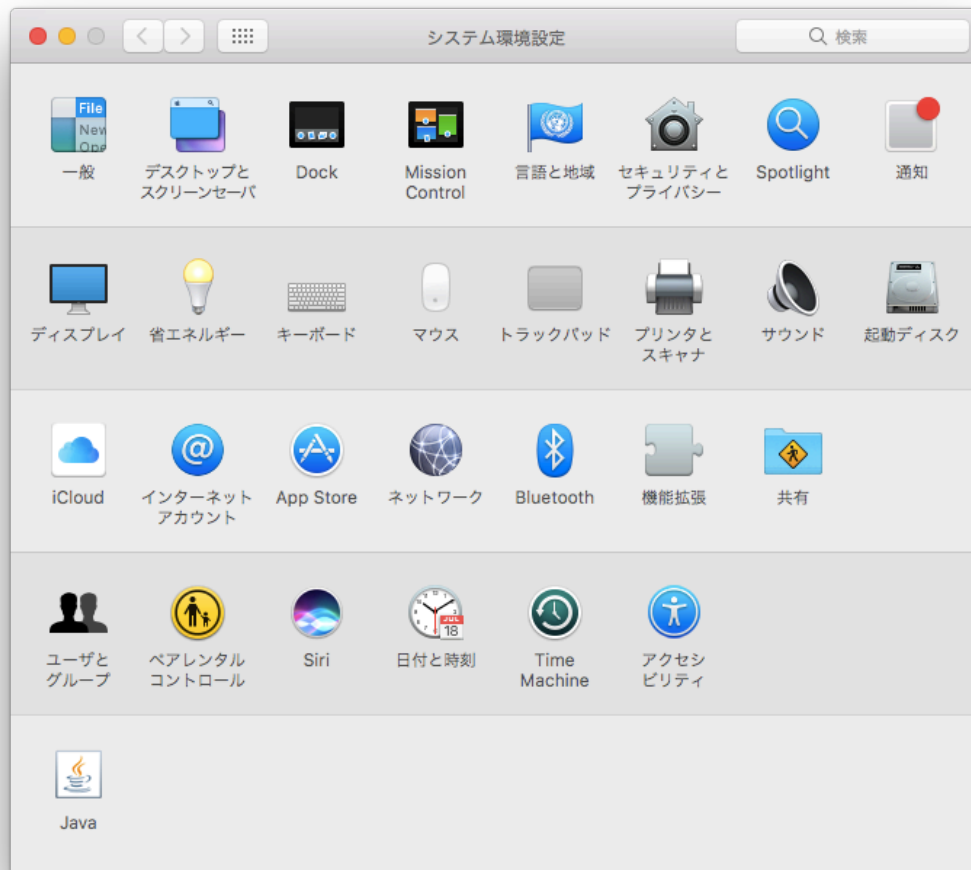 システム環境設定
検索
File
New
Ope
一般
デスクトップと
スクリーンセーバ
Dock
Mission
Control
言語と地域
セキュリティと
プライバシー
Spotlight
通知
ディスプレイ
省エネルギー
キーボード
マウス
トラックパッド
プリンタと
スキャナ
サウンド
起動ディスク
iCloud
@
インターネット
アカウント
App Store
ネットワーク
Bluetooth
機能拡張
共有
ユーザと
グループ
ペアレンタル
コントロール
Siri
JUL
18
日付と時刻
Time
Machine
アクセシ
ビリティ
Java